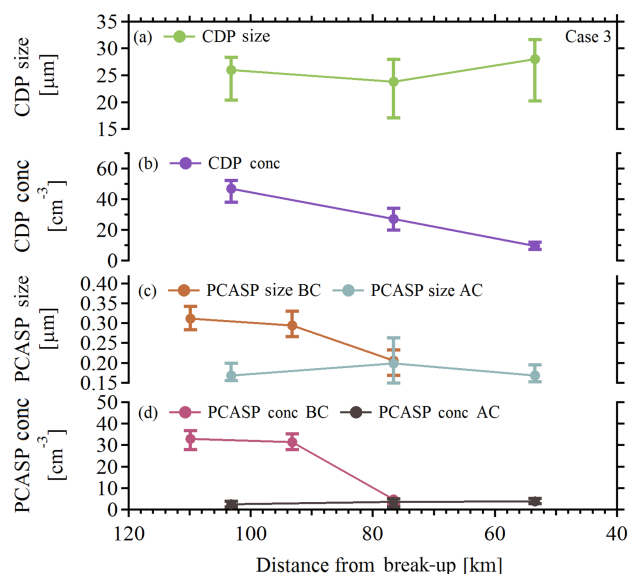 (a) CDP size Case 3
CDP size
[µm]
35
30
25
20
15
(b) CDP conc
CDP conc
[cm⁻³]
60
40
20
0
(c) PCASP size BC PCASP size AC
PCASP size
[µm]
0.40
0.35
0.30
0.25
0.20
0.15
(d) PCASP conc BC PCASP conc AC
PCASP conc
[cm⁻³]
50
40
30
20
10
0
120 100 80 60 40
Distance from break-up [km]